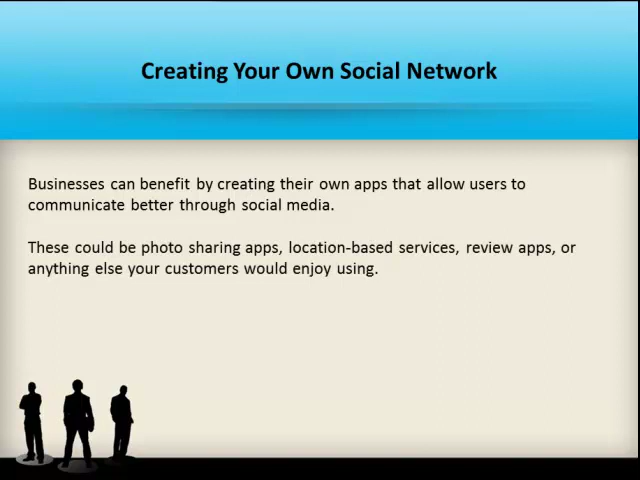 Creating Your Own Social Network
Businesses can benefit by creating their own apps that allow users to
communicate better through social media.
These could be photo sharing apps, location-based services, review apps, or
anything else your customers would enjoy using.